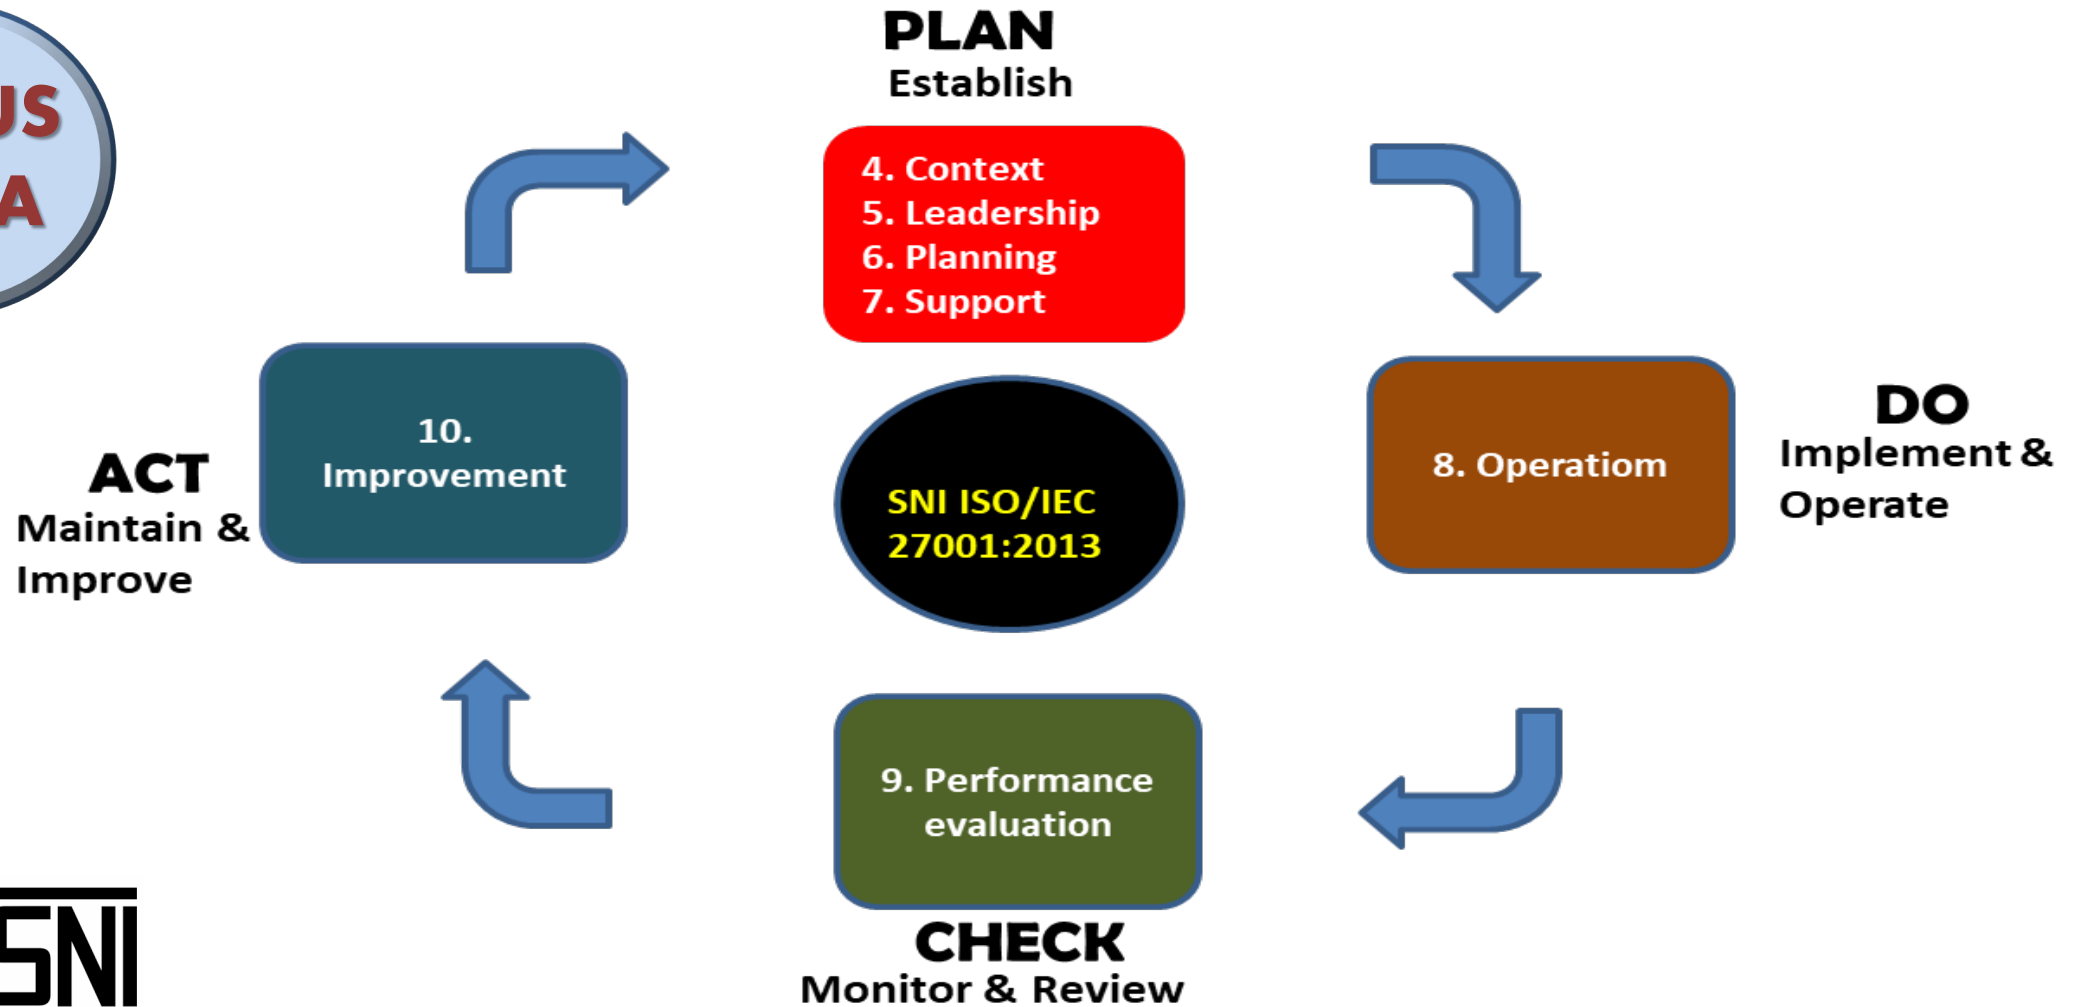 PLAN
Establish
4. Context
5. Leadership
6. Planning
7. Support
10.
Improvement
ACT
Maintain &
Improve
SNI ISO/IEC
27001:2013
8. Operatiom
DO
Implement &
Operate
9. Performance
evaluation
CHECK
Monitor & Review
SNI